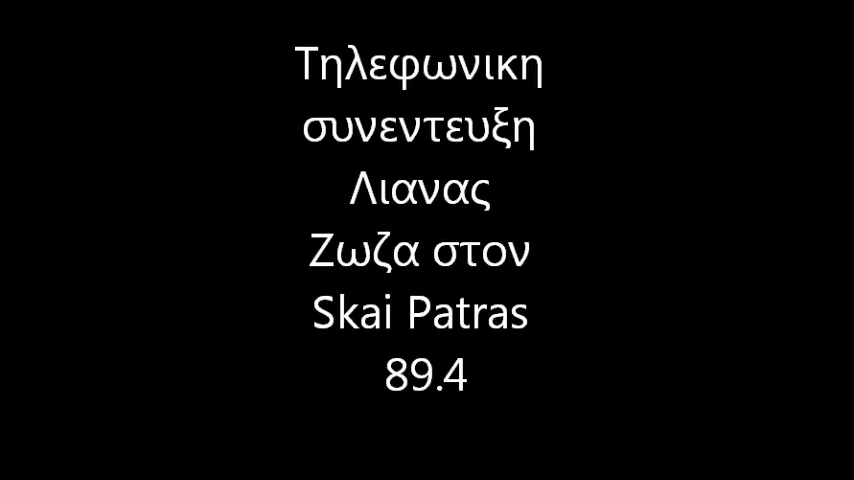 Τηλεφωνικη
συνεντευξη
Λιανας
Ζωζα στον
Skai Patras
89.4